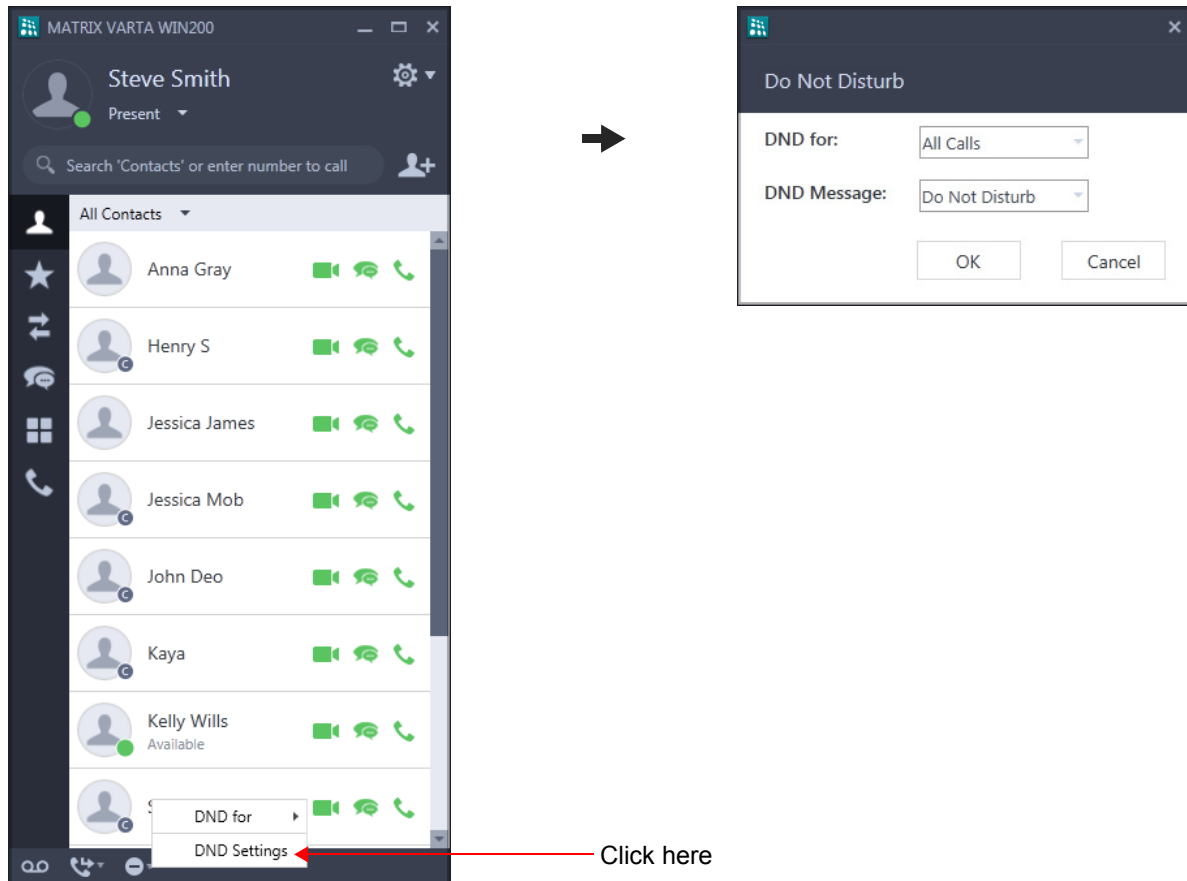 MATRIX VARTA WIN200
Steve Smith
Present
Search 'Contacts' or enter number to call
All Contacts
Anna Gray
Henry S
C
Jessica James
Jessica Mob
C
John Deo
C
Kaya
C
Kelly Wills
Available
S
C
DND for
DND Settings
Click here
Do Not Disturb
DND for:
All Calls
DND Message:
Do Not Disturb
OK
Cancel